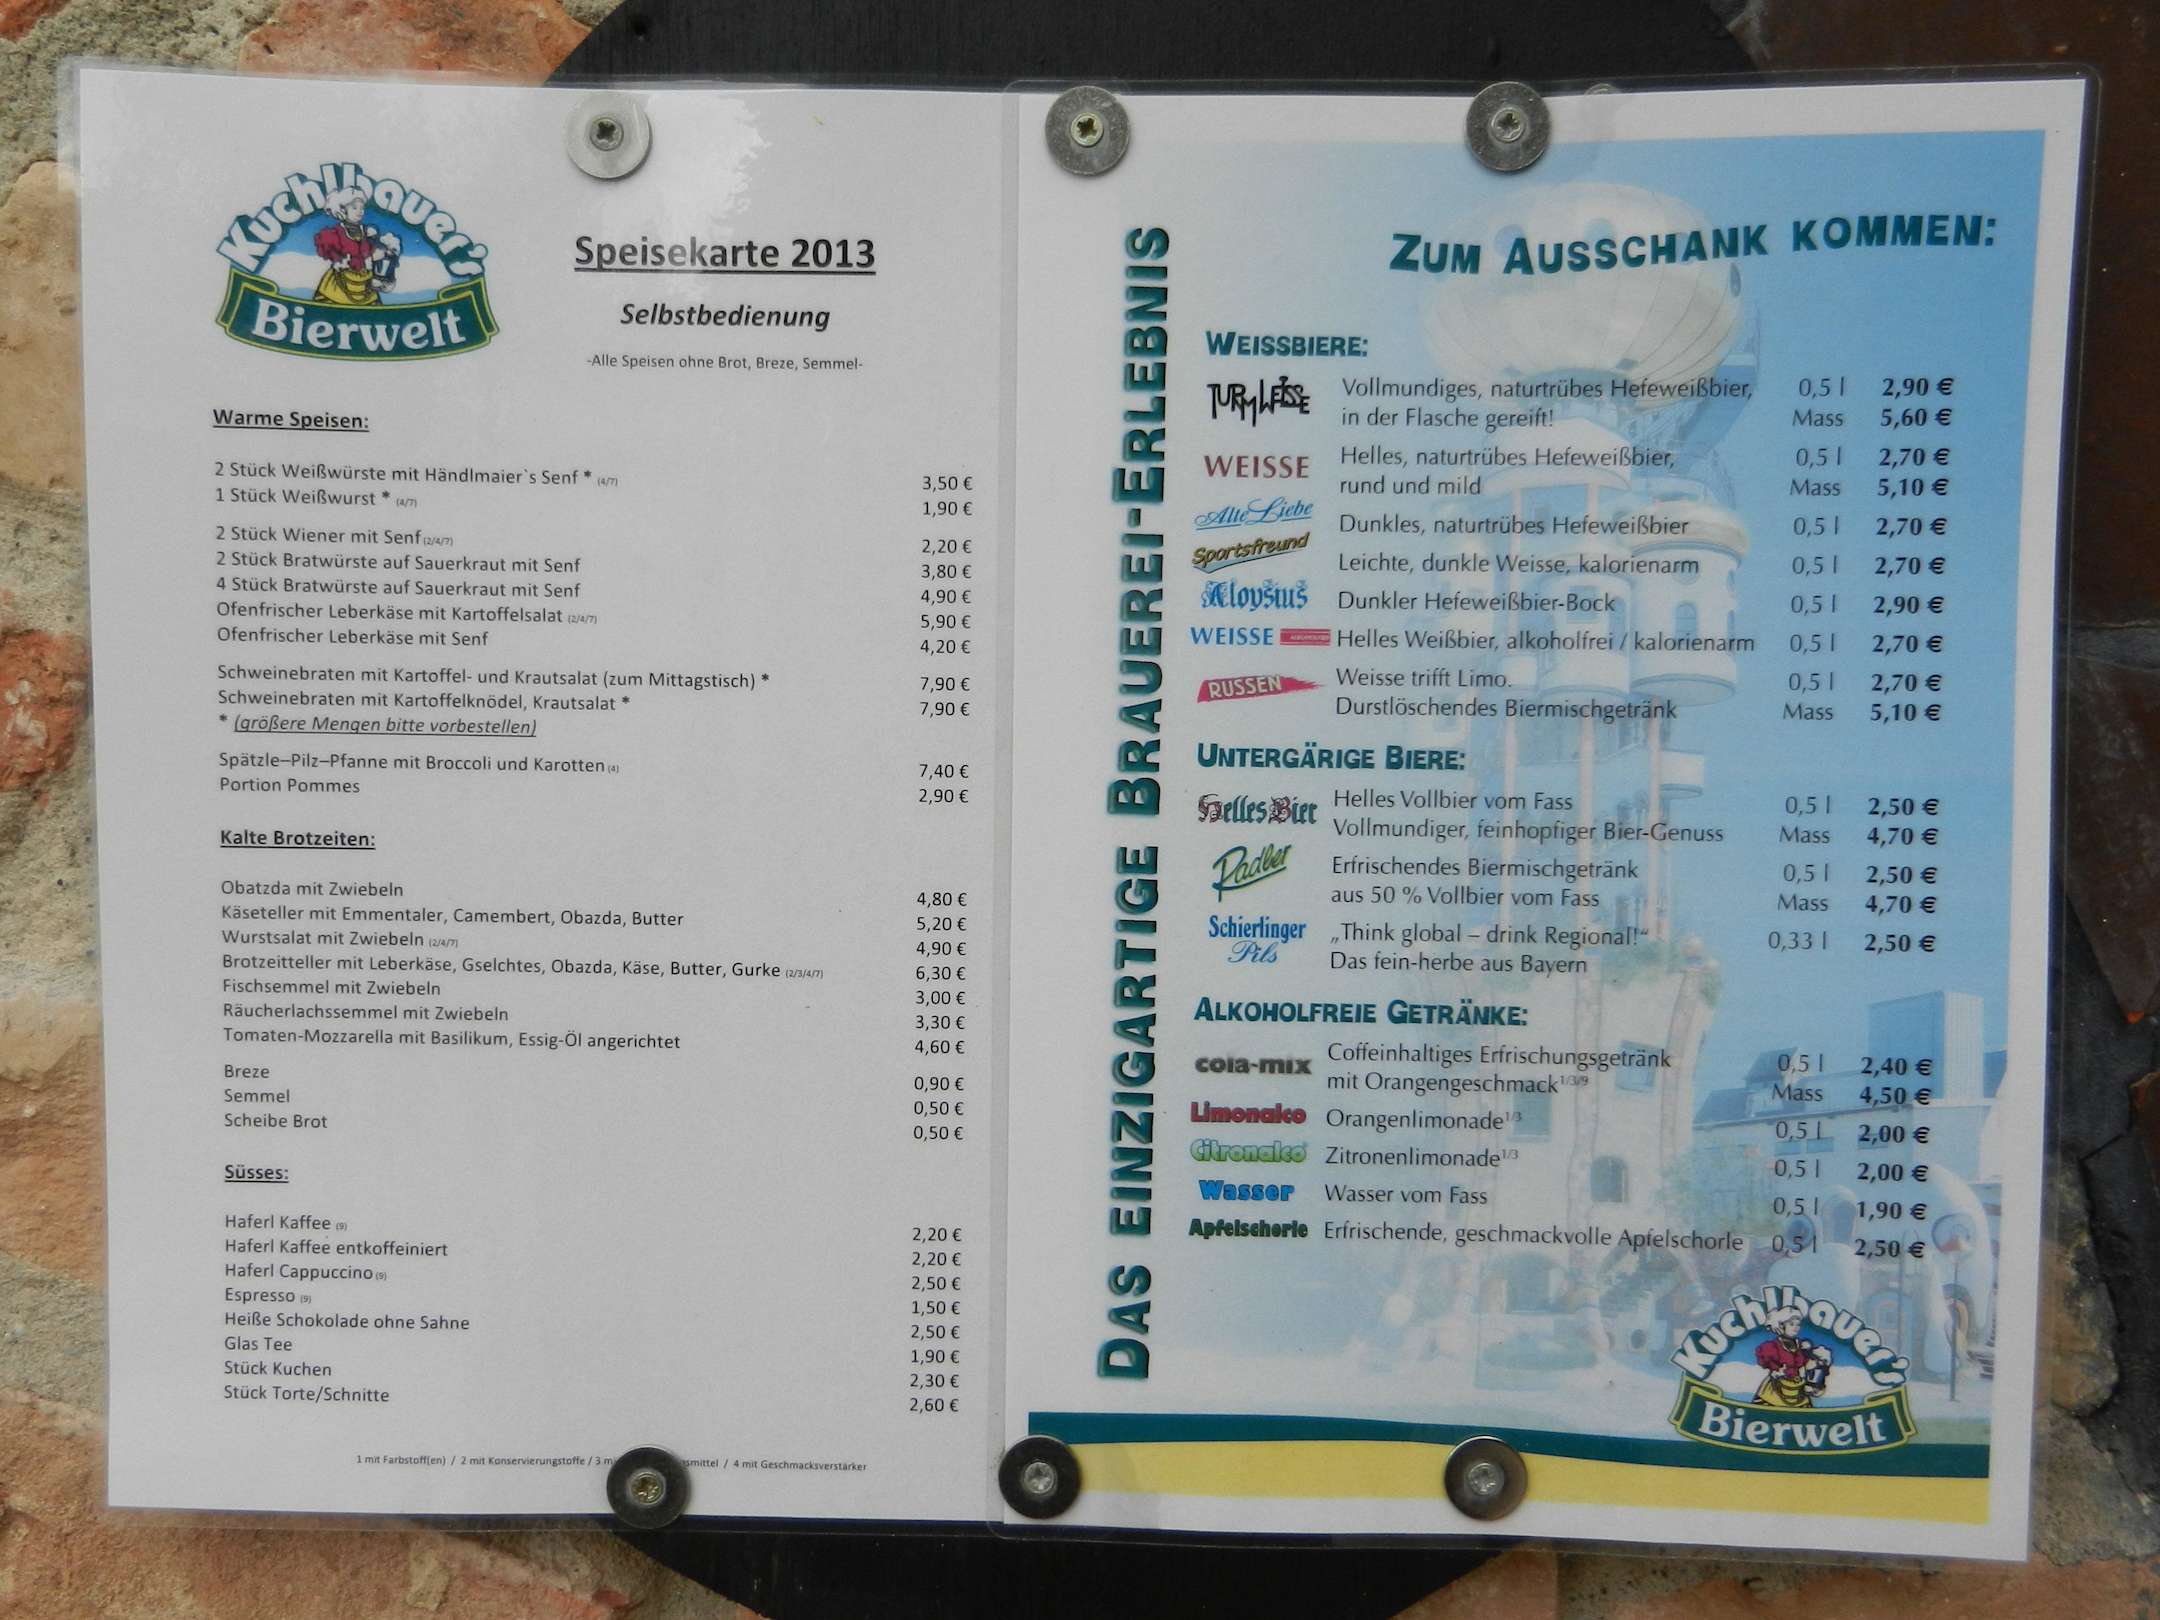 Kuchlbauer's
Bierwelt
Speisekarte 2013
Selbstbedienung
-Alle Speisen ohne Brot, Breze, Semmel-
Warme Speisen:
2 Stück Weißwürste mit Händlmaier`s Senf * (4/7) 3,50 €
1 Stück Weißwurst * (4/7) 1,90 €
2 Stück Wiener mit Senf (2/4/7) 2,20 €
2 Stück Bratwürste auf Sauerkraut mit Senf 3,80 €
4 Stück Bratwürste auf Sauerkraut mit Senf 4,90 €
Ofenfrischer Leberkäse mit Kartoffelsalat (2/4/7) 5,90 €
Ofenfrischer Leberkäse mit Senf 4,20 €
Schweinebraten mit Kartoffel- und Krautsalat (zum Mittagstisch) * 7,90 €
Schweinebraten mit Kartoffelknödel, Krautsalat * 7,90 €
* (größere Mengen bitte vorbestellen)
Spätzle–Pilz–Pfanne mit Broccoli und Karotten (4) 7,40 €
Portion Pommes 2,90 €
Kalte Brotzeiten:
Obatzda mit Zwiebeln 4,80 €
Käseteller mit Emmentaler, Camembert, Obazda, Butter 5,20 €
Wurstsalat mit Zwiebeln (2/4/7) 4,90 €
Brotzeitteller mit Leberkäse, Gselchtes, Obazda, Käse, Butter, Gurke (2/3/4/7) 6,30 €
Fischsemmel mit Zwiebeln 3,00 €
Räucherlachssemmel mit Zwiebeln 3,30 €
Tomaten-Mozzarella mit Basilikum, Essig-Öl angerichtet 4,60 €
Breze 0,90 €
Semmel 0,50 €
Scheibe Brot 0,50 €
Süsses:
Haferl Kaffee (9) 2,20 €
Haferl Kaffee entkoffeiniert 2,20 €
Haferl Cappuccino (9) 2,50 €
Espresso (9) 1,50 €
Heiße Schokolade ohne Sahne 2,50 €
Glas Tee 1,90 €
Stück Kuchen 2,30 €
Stück Torte/Schnitte 2,60 €
1 mit Farbstoff(en) / 2 mit Konservierungstoffe / 3 m smittel / 4 mit Geschmacksverstärker
DAS EINZIGARTIGE BRAUEREI-ERLEBNIS
ZUM AUSSCHANK KOMMEN:
WEISSBIERE:
TURMWEISSE Vollmundiges, naturtrübes Hefeweißbier, 0,5 l 2,90 €
in der Flasche gereift! Mass 5,60 €
WEISSE Helles, naturtrübes Hefeweißbier, 0,5 l 2,70 €
rund und mild Mass 5,10 €
Alte Liebe Dunkles, naturtrübes Hefeweißbier 0,5 l 2,70 €
Sportsfreund Leichte, dunkle Weisse, kalorienarm 0,5 l 2,70 €
Aloysius Dunkler Hefeweißbier-Bock 0,5 l 2,90 €
WEISSE Helles Weißbier, alkoholfrei / kalorienarm 0,5 l 2,70 €
RUSSEN Weisse trifft Limo. 0,5 l 2,70 €
Durstlöschendes Biermischgetränk Mass 5,10 €
UNTERGÄRIGE BIERE:
Helles Bier Helles Vollbier vom Fass 0,5 l 2,50 €
Vollmundiger, feinhopfiger Bier-Genuss Mass 4,70 €
Radler Erfrischendes Biermischgetränk 0,5 l 2,50 €
aus 50 % Vollbier vom Fass Mass 4,70 €
Schierlinger Pils „Think global – drink Regional!“ 0,33 l 2,50 €
Das fein-herbe aus Bayern
ALKOHOLFREIE GETRÄNKE:
cola-mix Coffeinhaltiges Erfrischungsgetränk 0,5 l 2,40 €
mit Orangengeschmack1/3/9 Mass 4,50 €
Limonalco Orangenlimonade1/3 0,5 l 2,00 €
Citronalco Zitronenlimonade1/3 0,5 l 2,00 €
Wasser Wasser vom Fass 0,5 l 1,90 €
Apfelschorle Erfrischende, geschmackvolle Apfelschorle 0,5 l 2,50 €
Kuchlbauer's
Bierwelt